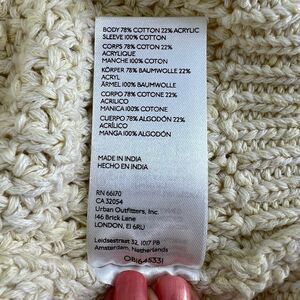 BODY 78% COTTON 22% ACRYLIC
SLEEVE 100% COTTON
CORPS 78% COTON 22%
ACRYLIQUE
MANCHE 100% COTON
KÖRPER 78% BAUMWOLLE 22%
ACRYL
ÄRMEL 100% BAUMWOLLE
CORPO 78% COTONE 22%
ACRILICO
MANICA 100% COTONE
CUERPO 78% ALGODÓN 22%
ACRÍLICO
MANGA 100% ALGODÓN
MADE IN INDIA
HECHO EN INDIA
RN 66170
CA 32054
Urban Outfitters, Inc.
146 Brick Lane
LONDON, E1 6RU
Leidsestraat 32, 1017 PB
Amsterdam, Netherlands
OB1645331